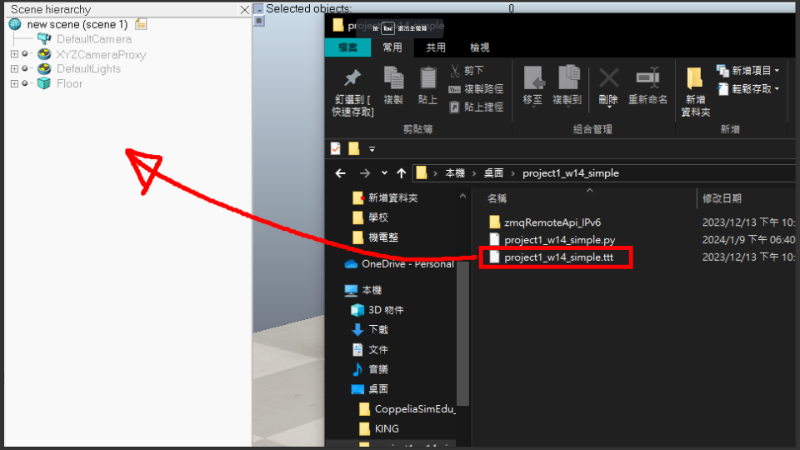 Scene hierarchy
new scene (scene 1)
DefaultCamera
XYZCameraProxy
DefaultLights
Floor
Selected objects: 0
檔案
常用
共用
檢視
釘選到 [
快速存取]
複製
貼上
剪下
複製路徑
貼上捷徑
剪貼簿
移至
複製到
刪除
重新命名
組合管理
新增
資料夾
新增項目
輕鬆存取
新增
本機 > 桌面 > project1_w14_simple
新增資料夾
學校
機電整
OneDrive - Personal
本機
3D 物件
下載
文件
音樂
桌面
CoppeliaSimEdu_
KING
名稱
修改日期
zmqRemoteApi_IPv6
2023/12/13 下午 10:
project1_w14_simple.py
2024/1/9 下午 06:40
project1_w14_simple.ttt
2023/12/13 下午 10: